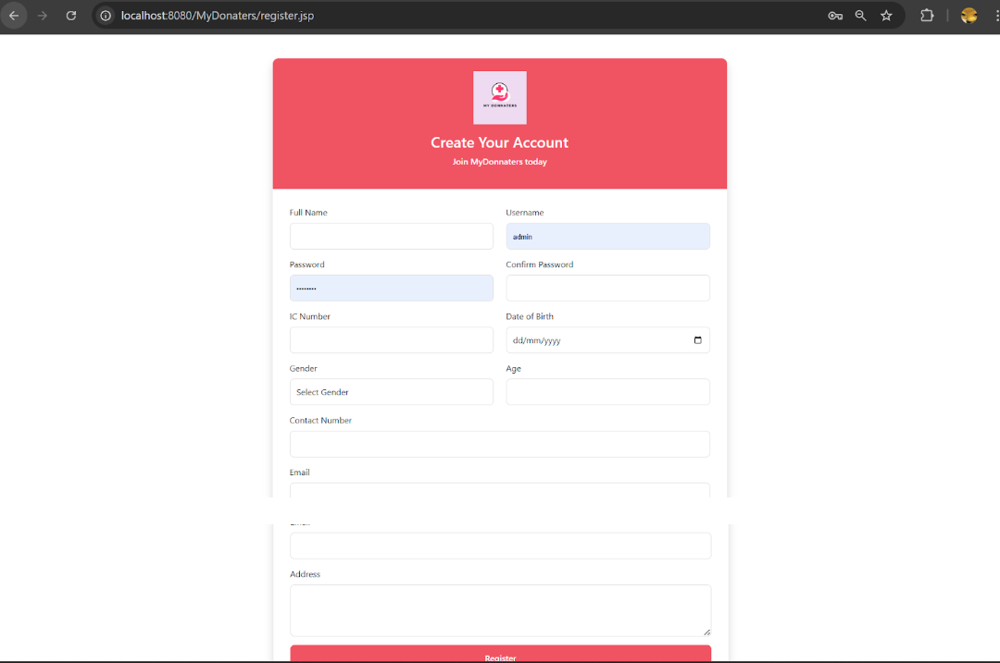 localhost:8080/MyDonaters/register.jsp
MY DONNATERS
Create Your Account
Join MyDonnaters today
Full Name
Username
admin
Password
Confirm Password
••••••••
IC Number
Date of Birth
dd/mm/yyyy
Gender
Age
Select Gender
Contact Number
Email
Address
Register